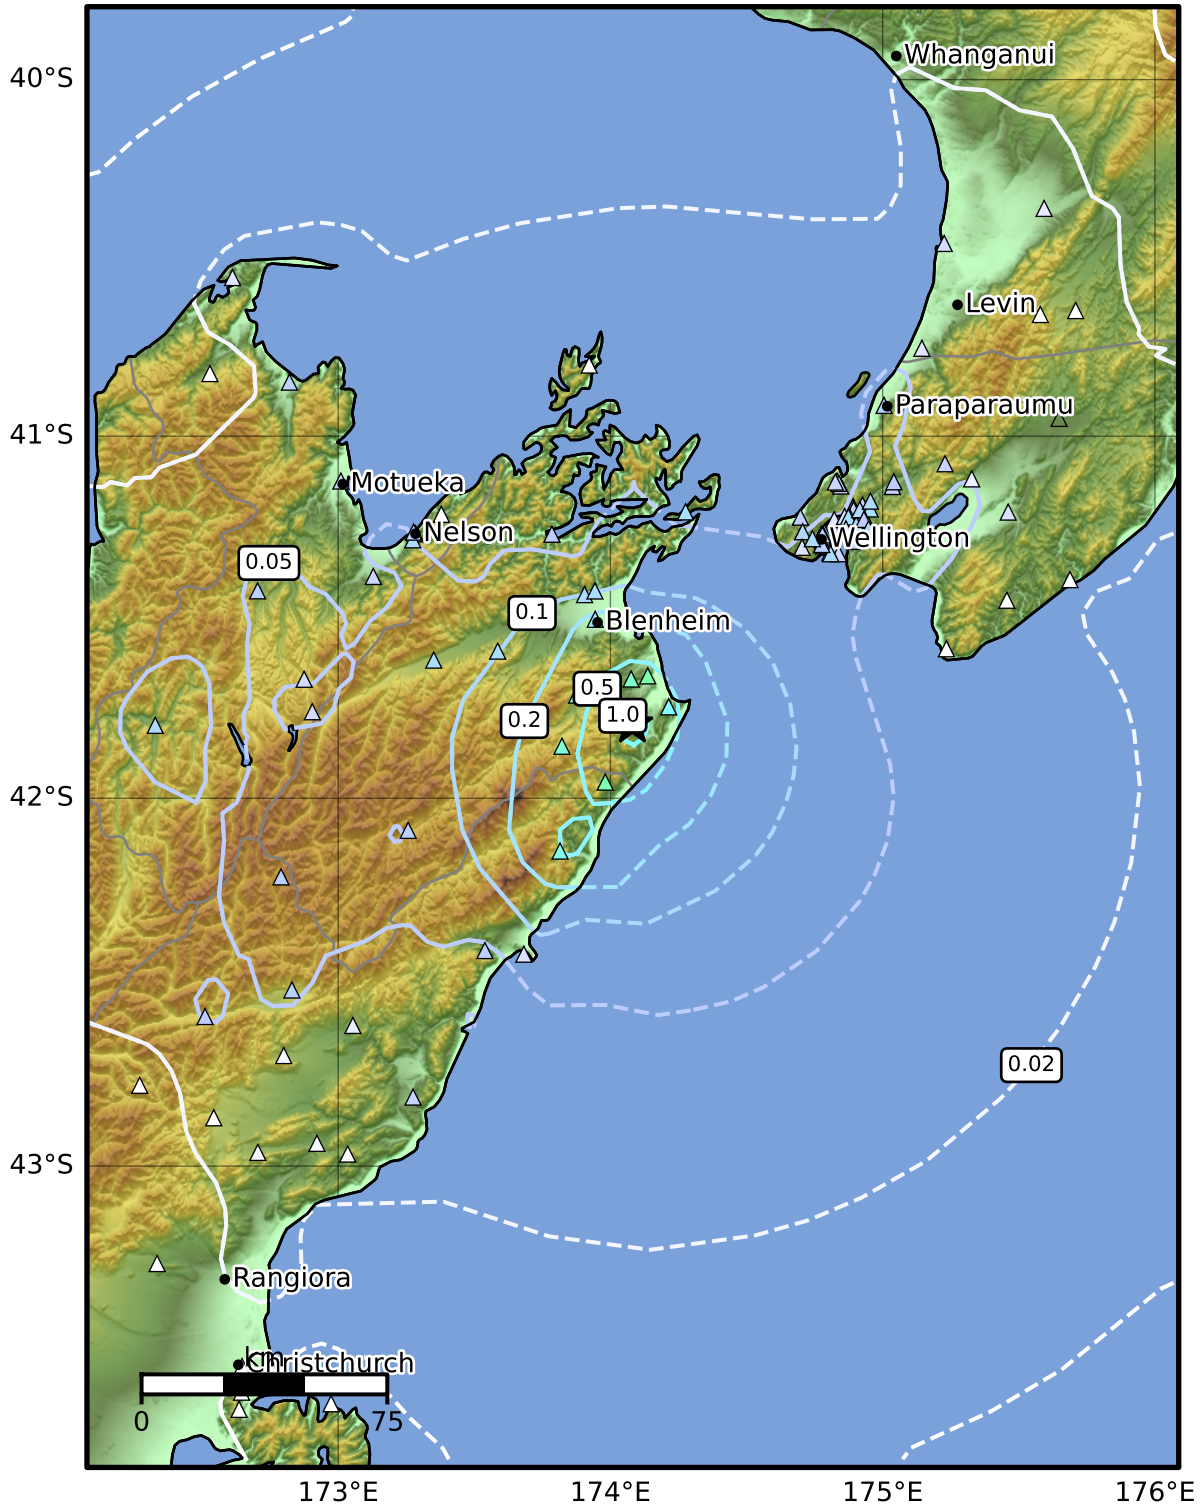 Whanganui
40°S
Levin
Paraparaumu
41°S
Motueka
Nelson
Wellington
0.05
0.1
Blenheim
0.5
1.0
0.2
42°S
0.02
43°S
Rangiora
km
Christchurch
0
75
173°E
174°E
175°E
176°E